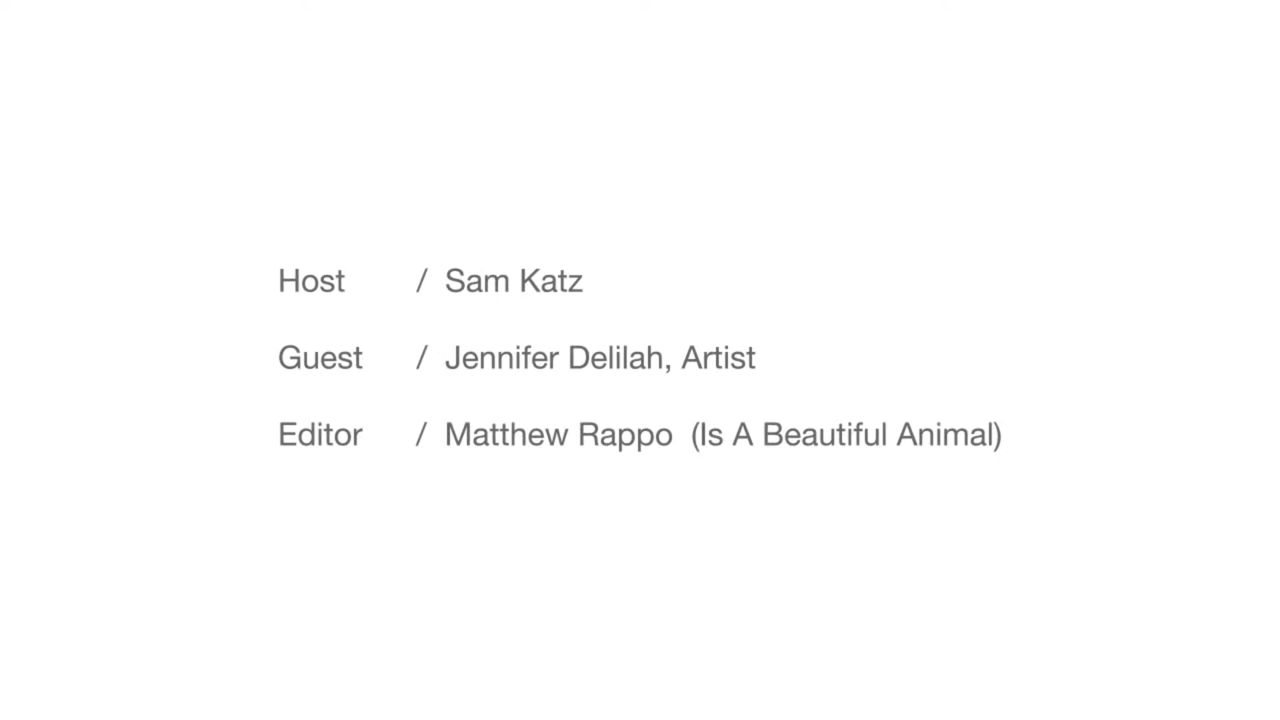 Host / Sam Katz
Guest / Jennifer Delilah, Artist
Editor / Matthew Rappo (Is A Beautiful Animal)